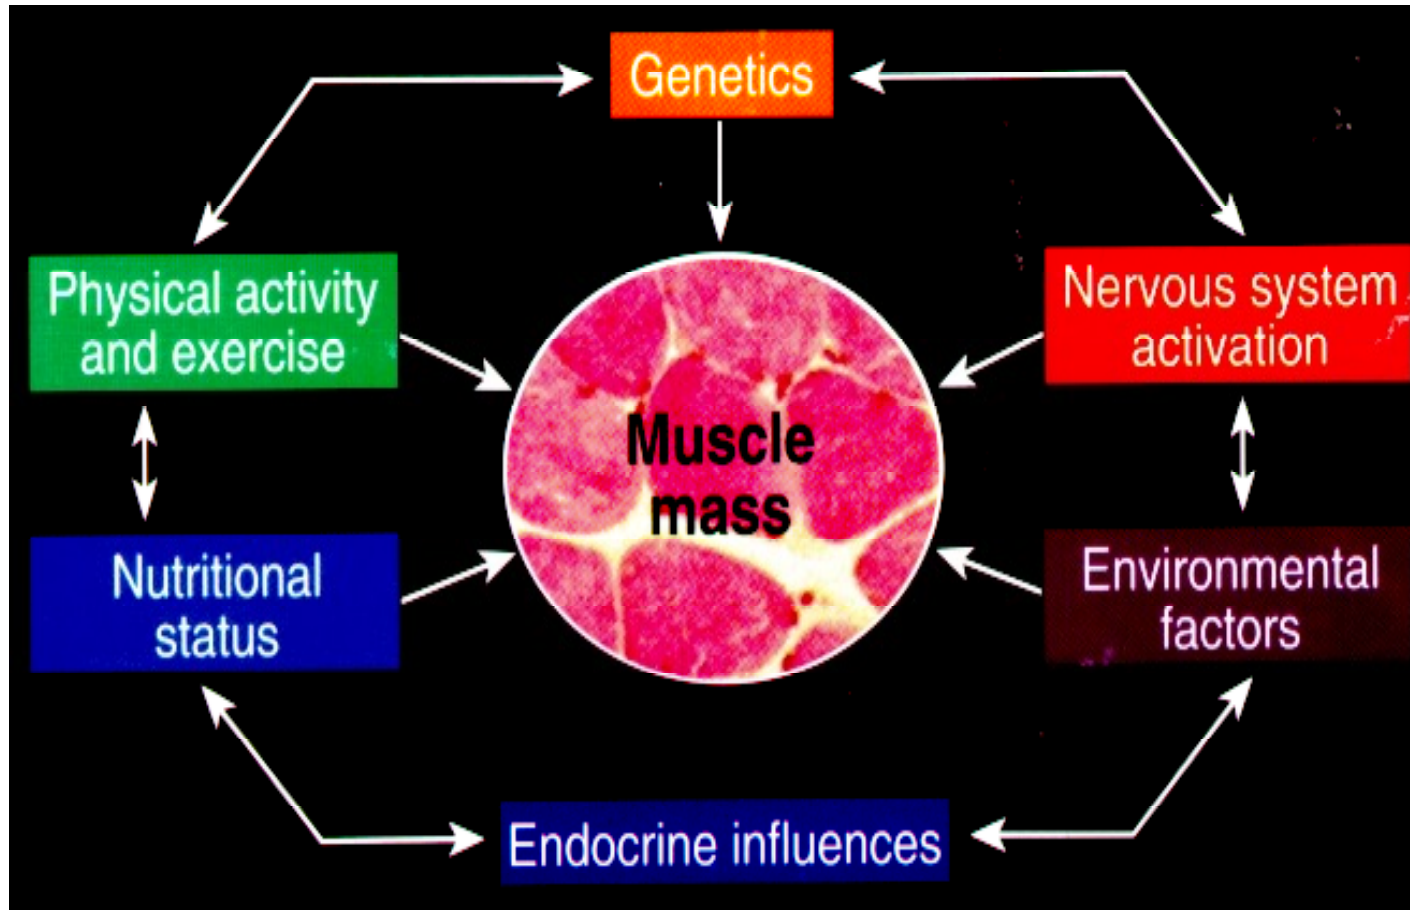 Genetics
Physical activity
and exercise
Nervous system
activation
Muscle
mass
Nutritional
status
Environmental
factors
Endocrine influences